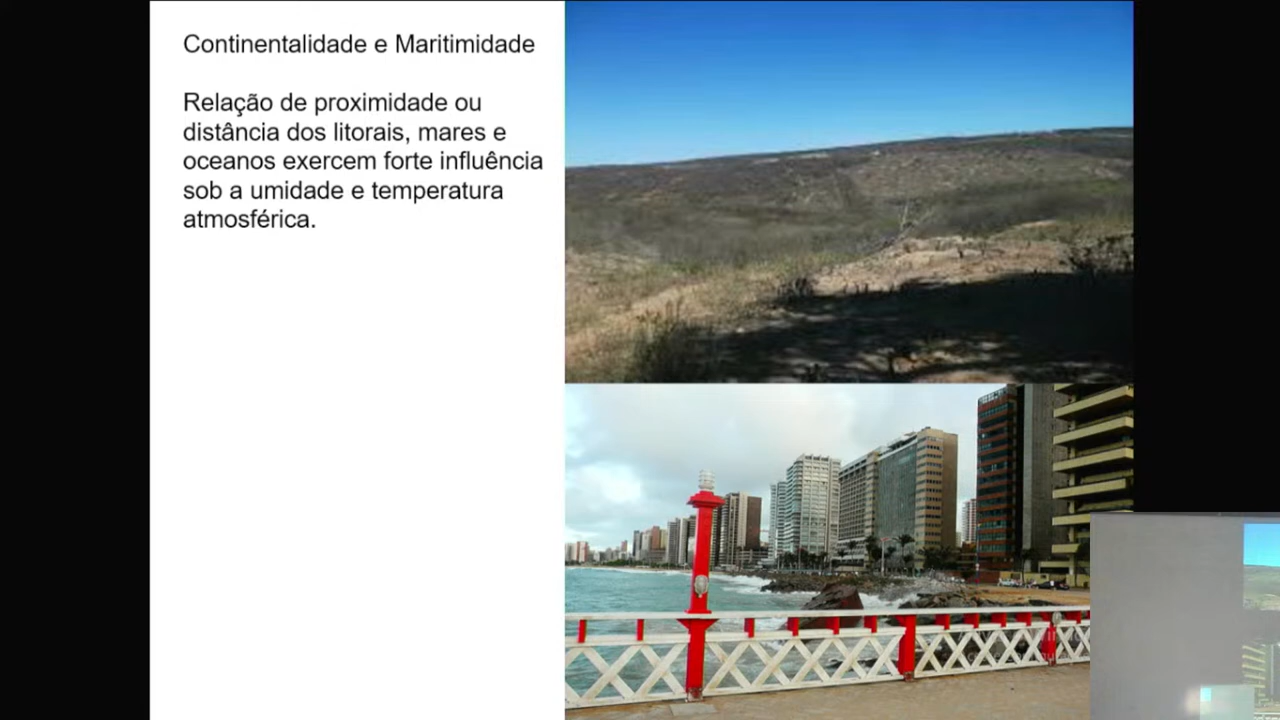 Continentalidade e Maritimidade
Relação de proximidade ou
distância dos litorais, mares e
oceanos exercem forte influência
sob a umidade e temperatura
atmosférica.